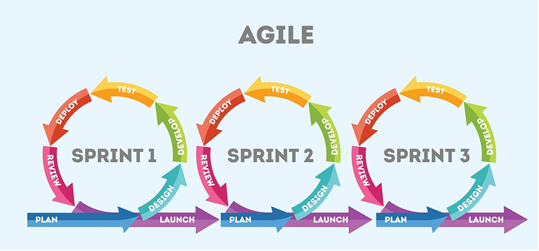 AGILE
TEST
DEPLOY
DEVELOP
SPRINT 1
REVIEW
DESIGN
PLAN
LAUNCH
TEST
DEPLOY
DEVELOP
SPRINT 2
REVIEW
DESIGN
PLAN
LAUNCH
TEST
DEPLOY
DEVELOP
SPRINT 3
REVIEW
DESIGN
PLAN
LAUNCH